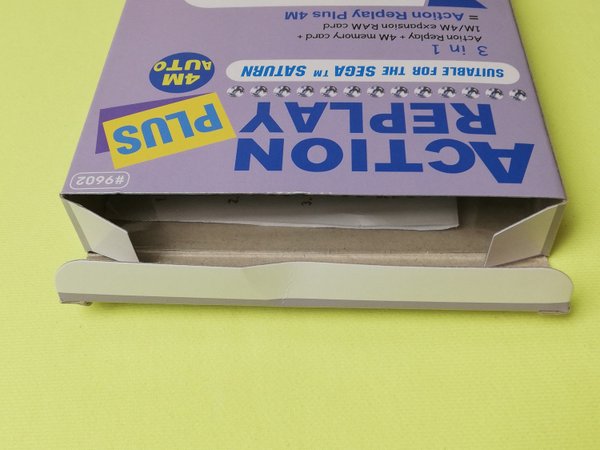 #9602
ACTION
REPLAY
PLUS
SUITABLE FOR THE SEGA TM SATURN
4M
AUTO
3 in 1
Action Replay + 4M memory card +
1M/4M expansion RAM card
= Action Replay Plus 4M